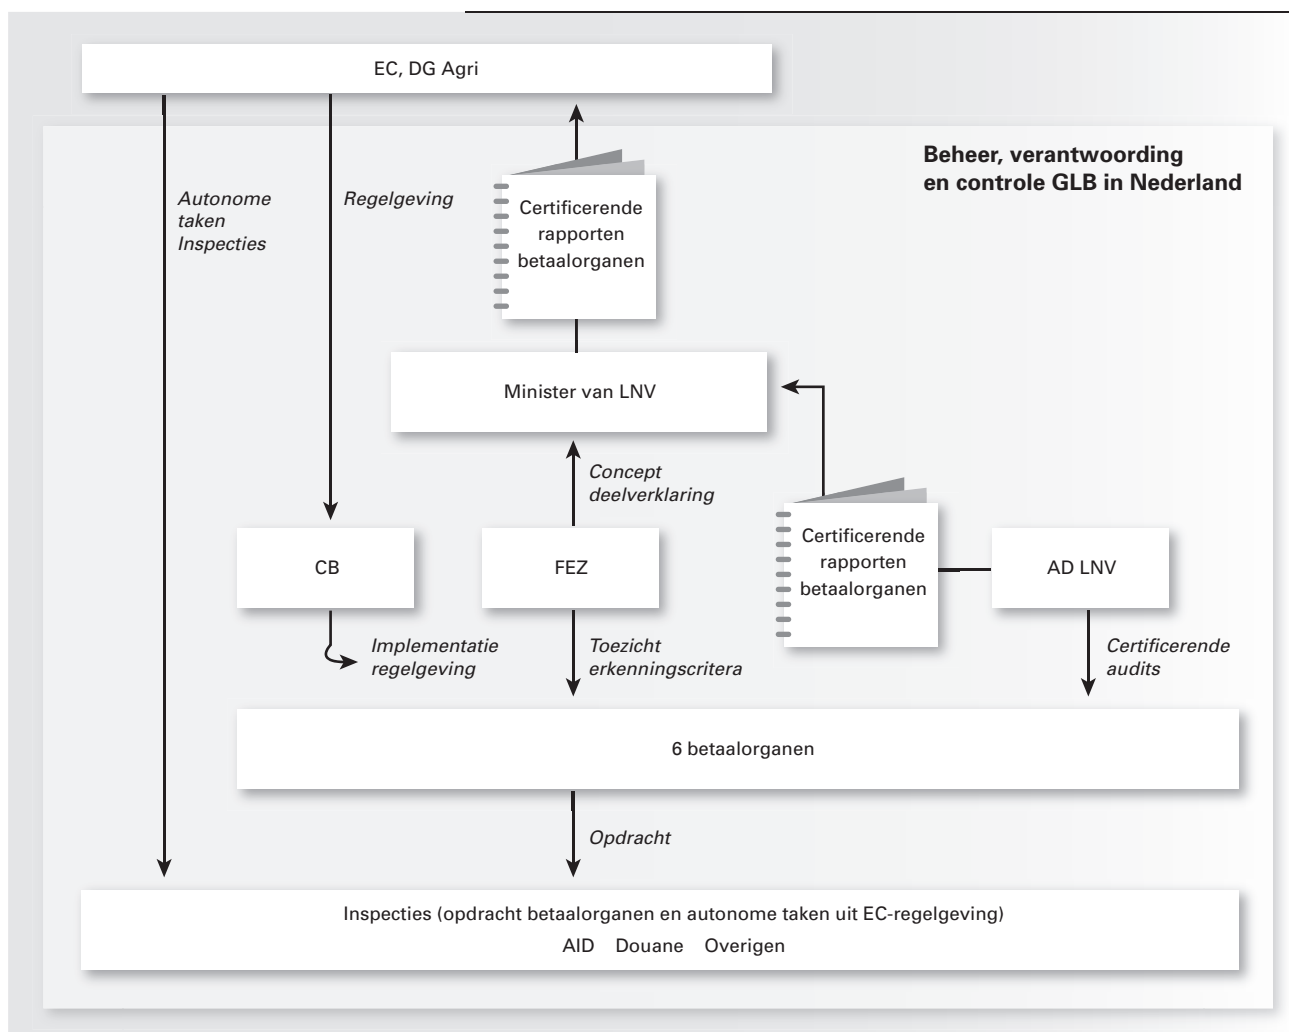 EC, DG Agri
Beheer, verantwoording
en controle GLB in Nederland
Autonome
taken
Inspecties
Regelgeving
Certificerende
rapporten
betaalorganen
Minister van LNV
Concept
deelverklaring
Certificerende
rapporten
betaalorganen
CB
FEZ
AD LNV
Implementatie
regelgeving
Toezicht
erkenningscritera
Certificerende
audits
6 betaalorganen
Opdracht
Inspecties (opdracht betaalorganen en autonome taken uit EC-regelgeving)
AID Douane Overigen